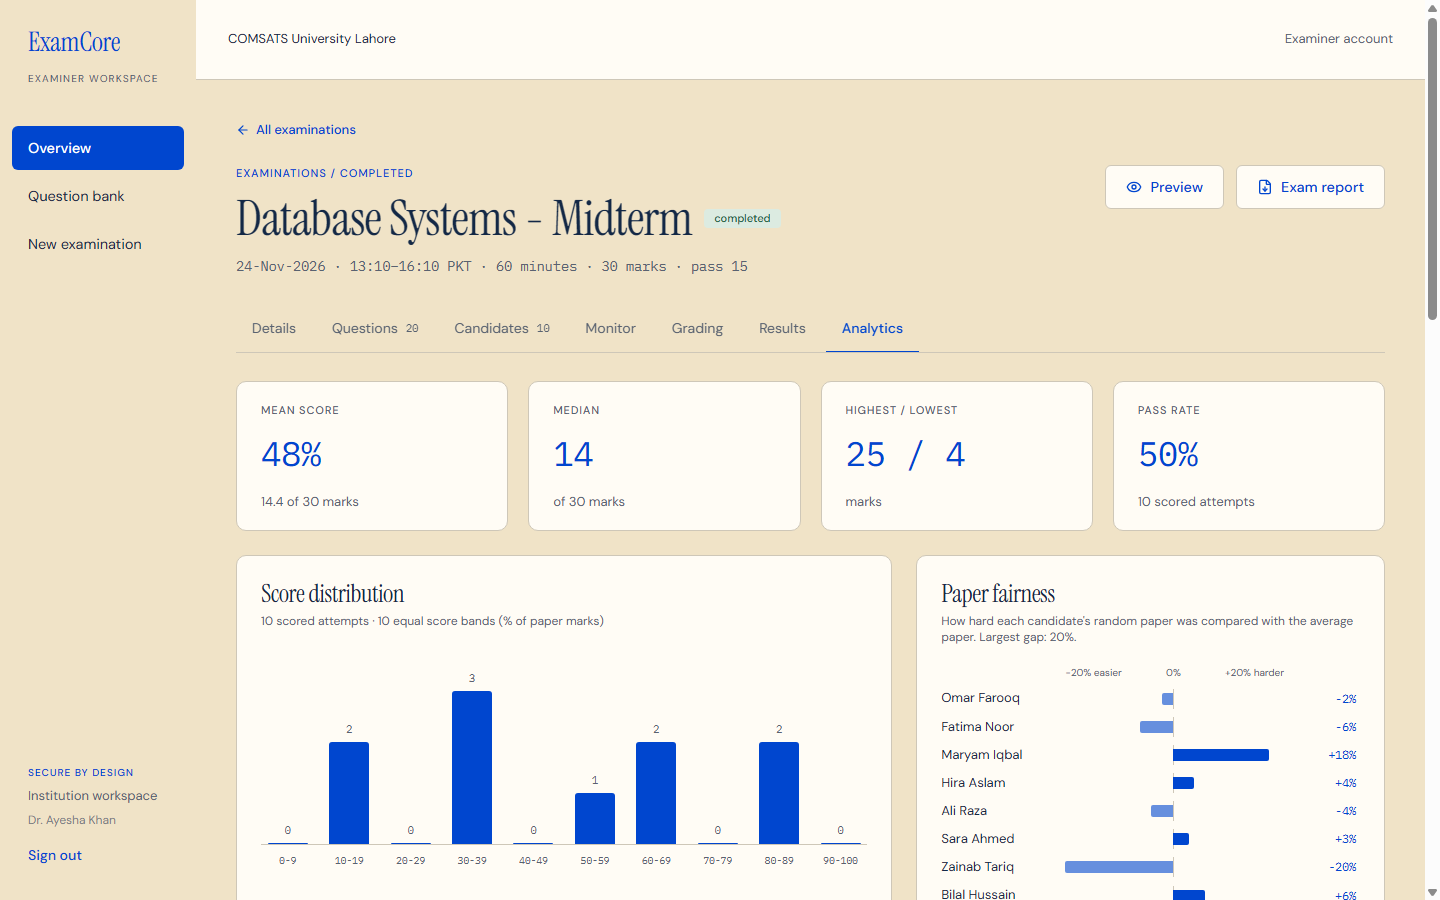 ExamCore
EXAMINER WORKSPACE
Overview
Question bank
New examination
SECURE BY DESIGN
Institution workspace
Dr. Ayesha Khan
Sign out
COMSATS University Lahore
Examiner account
All examinations
EXAMINATIONS / COMPLETED
Database Systems - Midterm
completed
24-Nov-2026 · 13:10–16:10 PKT · 60 minutes · 30 marks · pass 15
Preview
Exam report
Details
Questions 20
Candidates 10
Monitor
Grading
Results
Analytics
MEAN SCORE
48%
14.4 of 30 marks
MEDIAN
14
of 30 marks
HIGHEST / LOWEST
25 / 4
marks
PASS RATE
50%
10 scored attempts
Score distribution
10 scored attempts · 10 equal score bands (% of paper marks)
0 2 0 3 0 1 2 0 2 0
0-9 10-19 20-29 30-39 40-49 50-59 60-69 70-79 80-89 90-100
Paper fairness
How hard each candidate's random paper was compared with the average
paper. Largest gap: 20%.
-20% easier 0% +20% harder
Omar Farooq -2%
Fatima Noor -6%
Maryam Iqbal +18%
Hira Aslam +4%
Ali Raza -4%
Sara Ahmed +3%
Zainab Tariq -20%
Bilal Hussain +6%